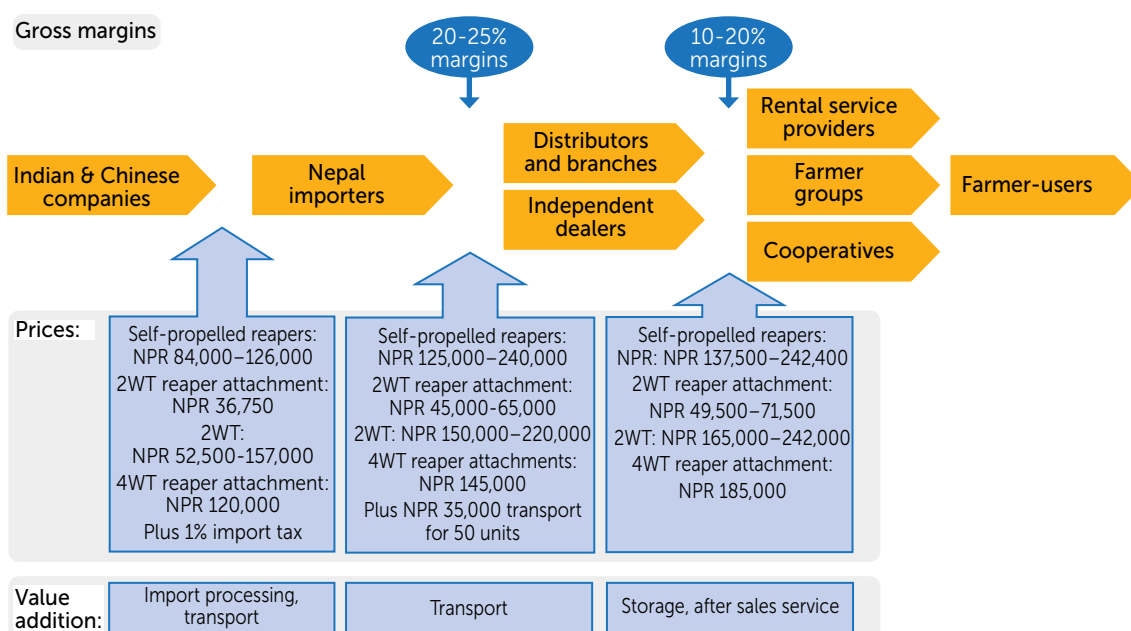 Gross margins
20-25%
margins
10-20%
margins
Indian & Chinese
companies
Nepal
importers
Distributors
and branches
Independent
dealers
Rental service
providers
Farmer
groups
Cooperatives
Farmer-users
Prices:
Self-propelled reapers:
NPR 84,000–126,000
2WT reaper attachment:
NPR 36,750
2WT:
NPR 52,500-157,000
4WT reaper attachment:
NPR 120,000
Plus 1% import tax
Self-propelled reapers:
NPR 125,000–240,000
2WT reaper attachment:
NPR 45,000-65,000
2WT: NPR 150,000–220,000
4WT reaper attachments:
NPR 145,000
Plus NPR 35,000 transport
for 50 units
Self-propelled reapers:
NPR: NPR 137,500–242,400
2WT reaper attachment:
NPR 49,500–71,500
2WT: NPR 165,000–242,000
4WT reaper attachment:
NPR 185,000
Value
addition:
Import processing,
transport
Transport
Storage, after sales service